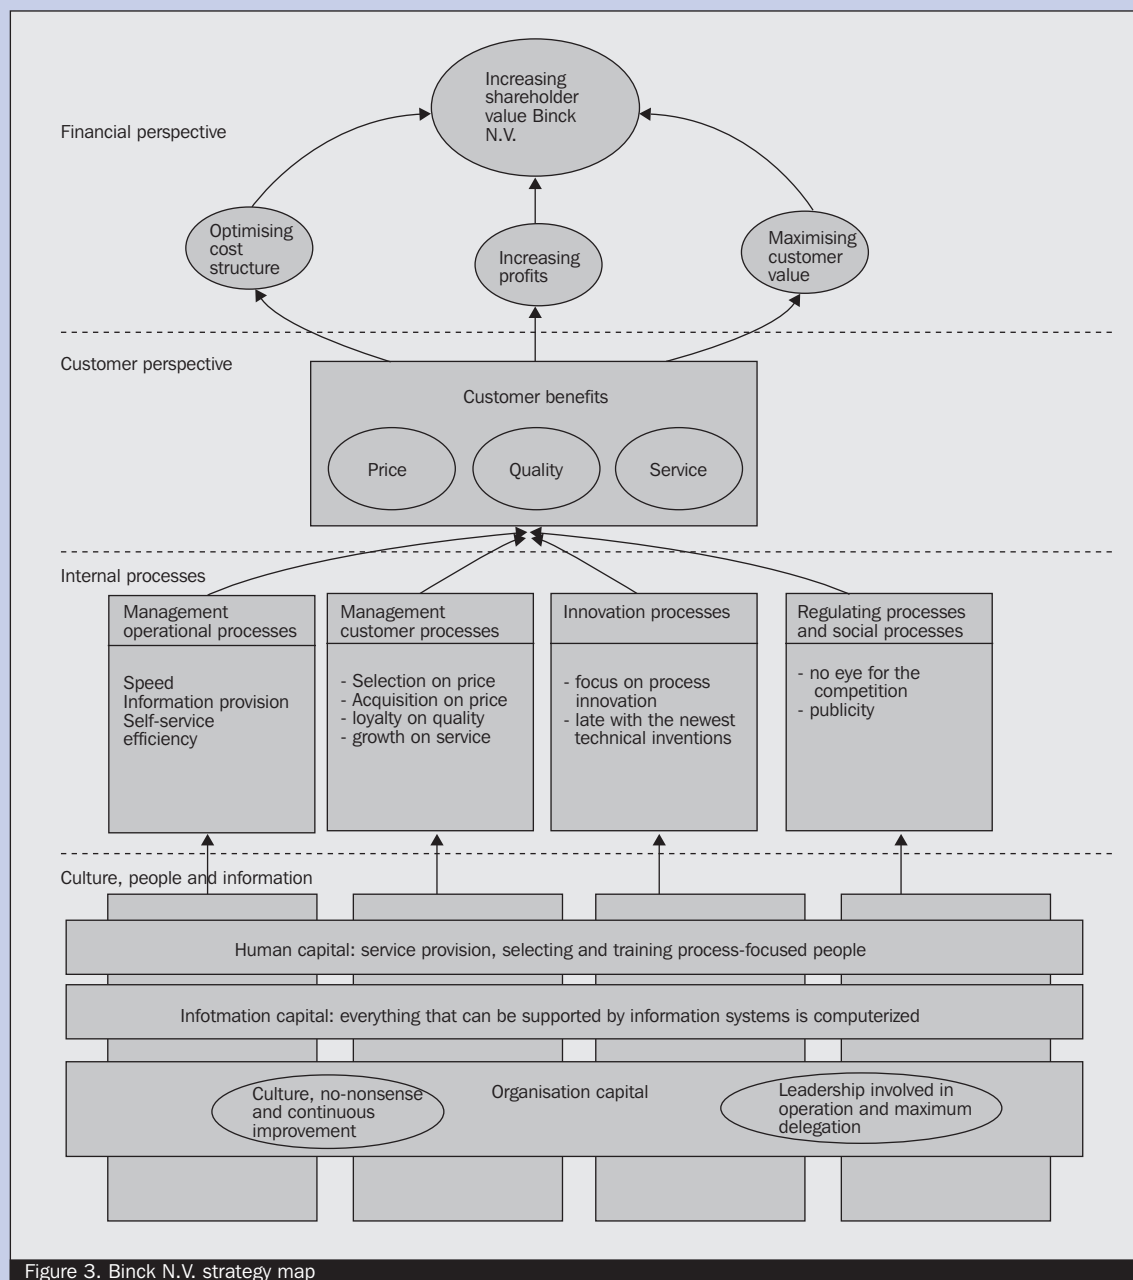 Increasing
shareholder
value Binck
N.V.
Financial perspective
Optimising
cost
structure
Increasing
profits
Maximising
customer
value
Customer perspective
Customer benefits
Price
Quality
Service
Internal processes
Management
operational processes
Speed
Information provision
Self-service
efficiency
Management
customer processes
- Selection on price
- Acquisition on price
- loyalty on quality
- growth on service
Innovation processes
- focus on process
innovation
- late with the newest
technical inventions
Regulating processes
and social processes
- no eye for the
competition
- publicity
Culture, people and information
Human capital: service provision, selecting and training process-focused people
Infotmation capital: everything that can be supported by information systems is computerized
Organisation capital
Culture, no-nonsense
and continuous
improvement
Leadership involved in
operation and maximum
delegation
Figure 3. Binck N.V. strategy map